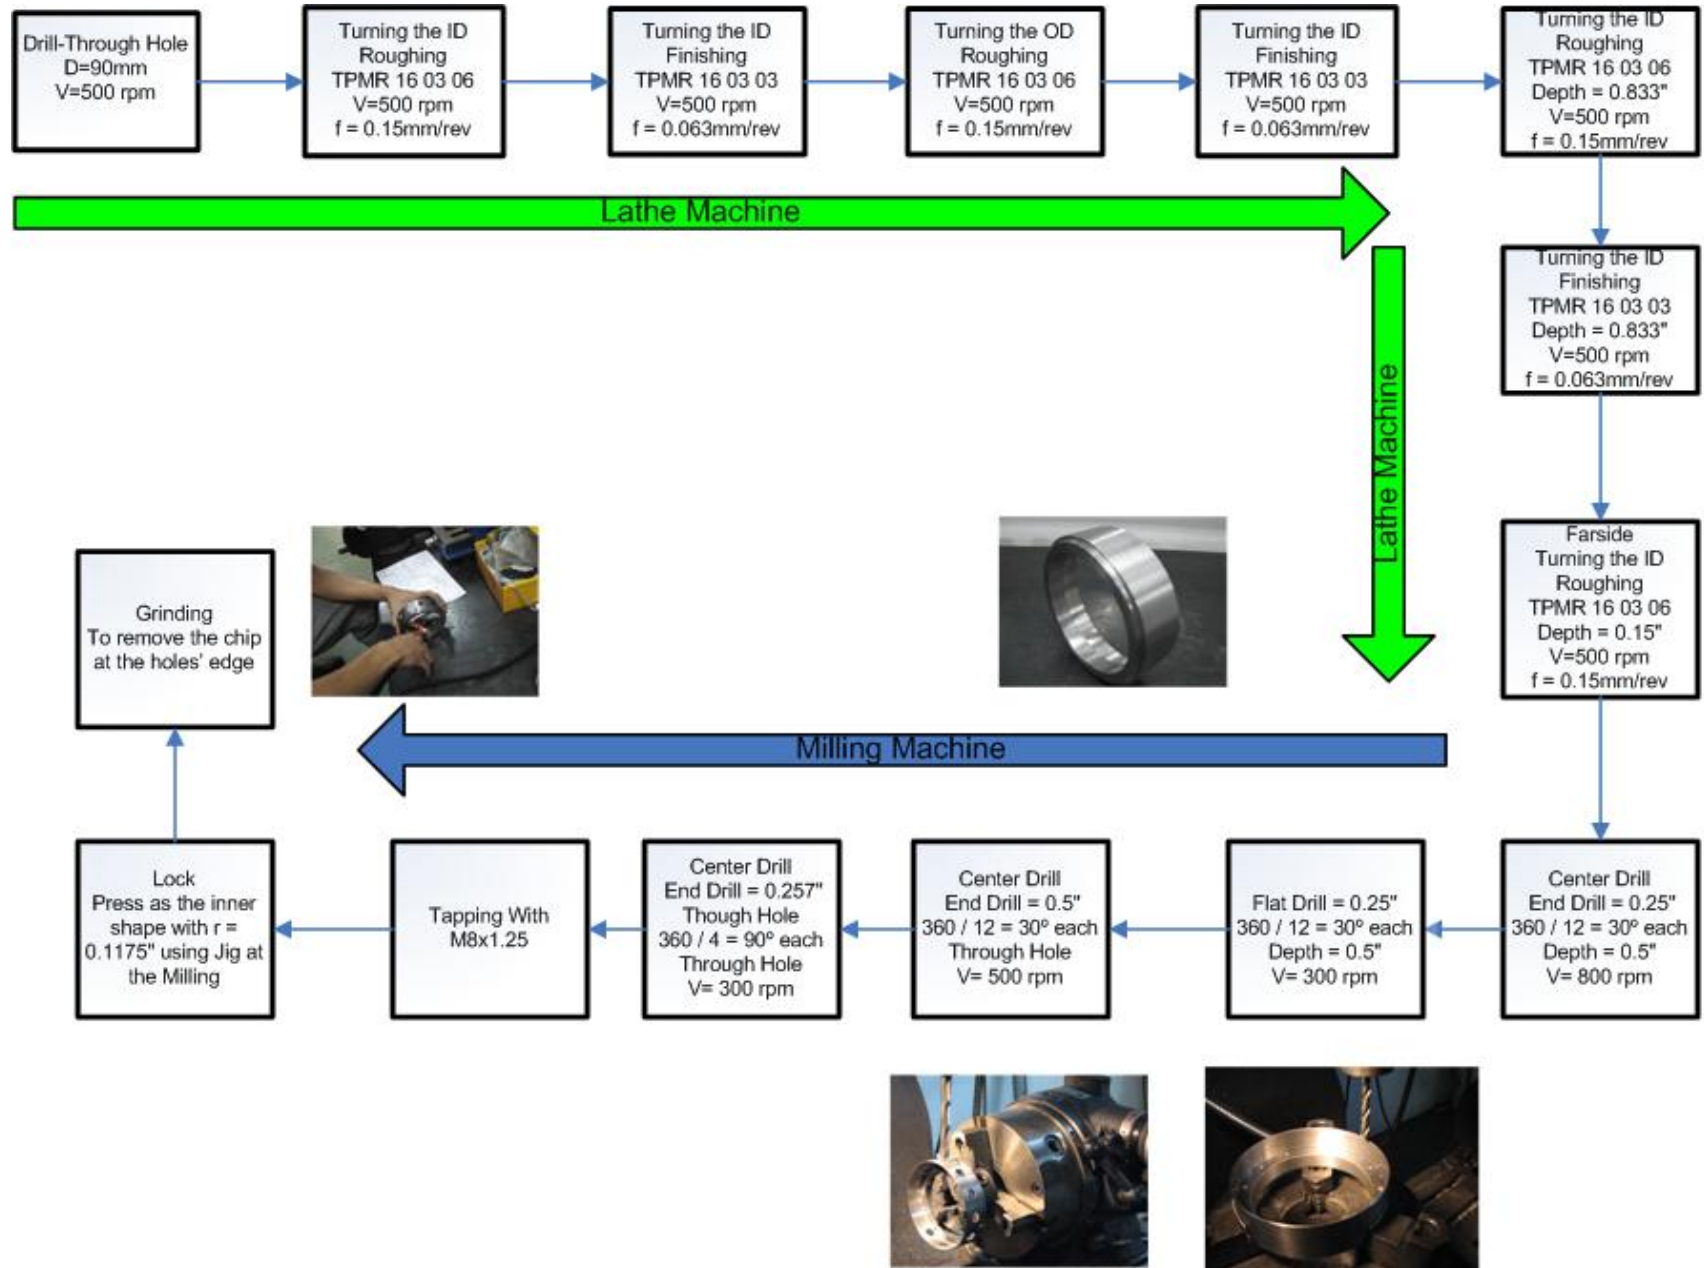 Drill-Through Hole
D=90mm
V=500 rpm
Turning the ID
Roughing
TPMR 16 03 06
V=500 rpm
f = 0.15mm/rev
Turning the ID
Finishing
TPMR 16 03 03
V=500 rpm
f = 0.063mm/rev
Turning the OD
Roughing
TPMR 16 03 06
V=500 rpm
f = 0.15mm/rev
Turning the ID
Finishing
TPMR 16 03 03
V=500 rpm
f = 0.063mm/rev
Turning the ID
Roughing
TPMR 16 03 06
Depth = 0.833"
V=500 rpm
f = 0.15mm/rev
Lathe Machine
Turning the ID
Finishing
TPMR 16 03 03
Depth = 0.833"
V=500 rpm
f = 0.063mm/rev
Lathe Machine
Farside
Turning the ID
Roughing
TPMR 16 03 06
Depth = 0.15"
V=500 rpm
f = 0.15mm/rev
Milling Machine
Center Drill
End Drill = 0.25"
360 / 12 = 30º each
Depth = 0.5"
V= 800 rpm
Flat Drill = 0.25"
360 / 12 = 30º each
Depth = 0.5"
V= 300 rpm
Center Drill
End Drill = 0.5"
360 / 12 = 30º each
Through Hole
V= 500 rpm
Center Drill
End Drill = 0.257"
Though Hole
360 / 4 = 90º each
Through Hole
V= 300 rpm
Tapping With
M8x1.25
Lock
Press as the inner
shape with r =
0.1175" using Jig at
the Milling
Grinding
To remove the chip
at the holes' edge